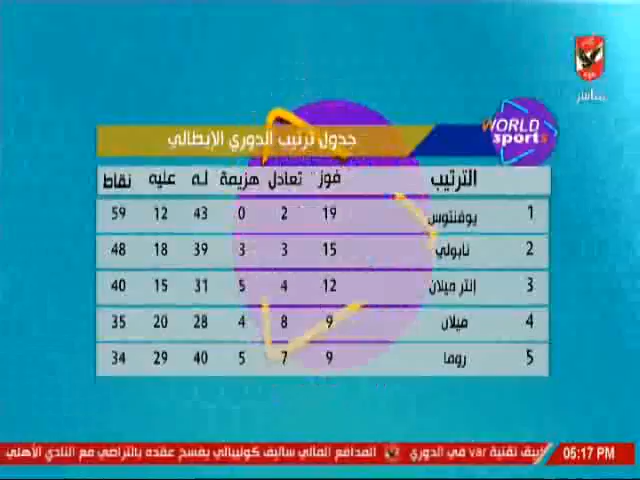 مباشر
WORLD
sports
جدول ترتيب الدوري الإيطالي
الترتيب فوز تعادل هزيمة له عليه نقاط
1 يوفنتوس 19 2 0 43 12 59
2 نابولي 15 3 3 39 18 48
3 إنتر ميلان 12 4 5 31 15 40
4 ميلان 9 8 4 28 20 35
5 روما 9 7 5 40 29 34
05:17 PM تقنية var في الدوري المدافع المالي ساليف كوليبالي يفسخ عقده بالتراضي مع النادي الأهلي